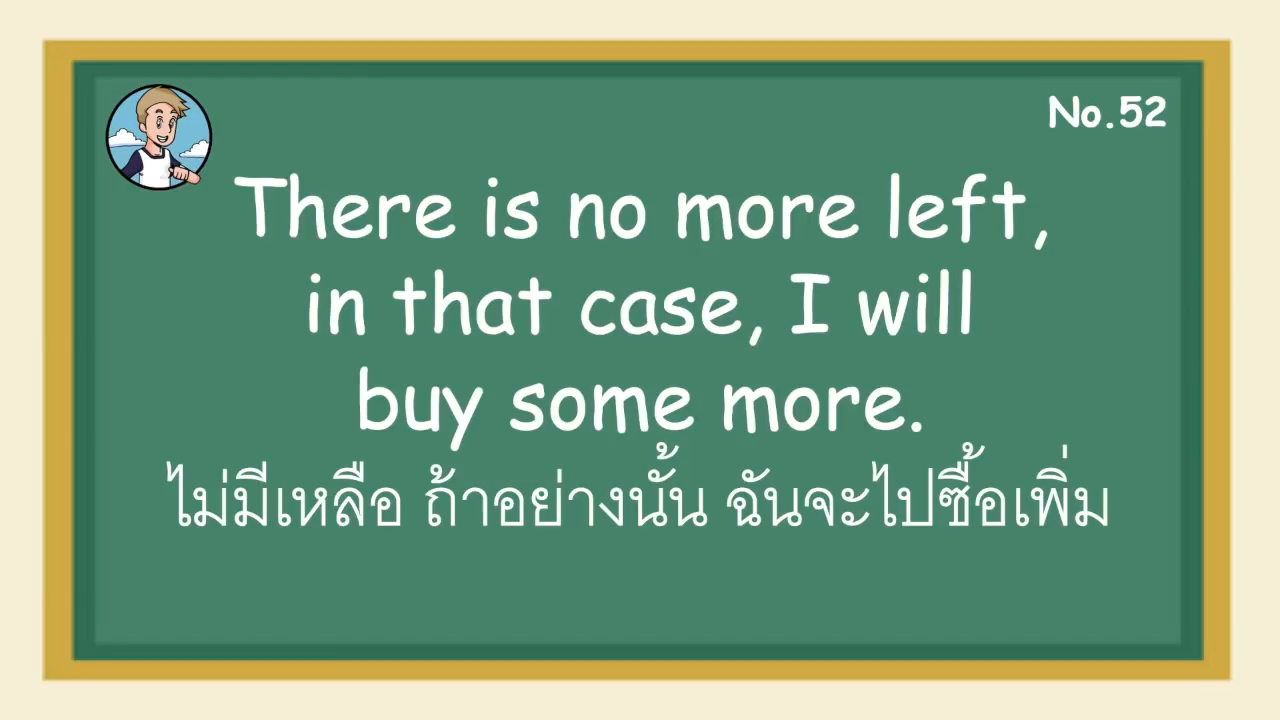 No.52
There is no more left,
in that case, I will
buy some more.
ไม่มีเหลือ ถ้าอย่างนั้น ฉันจะไปซื้อเพิ่ม